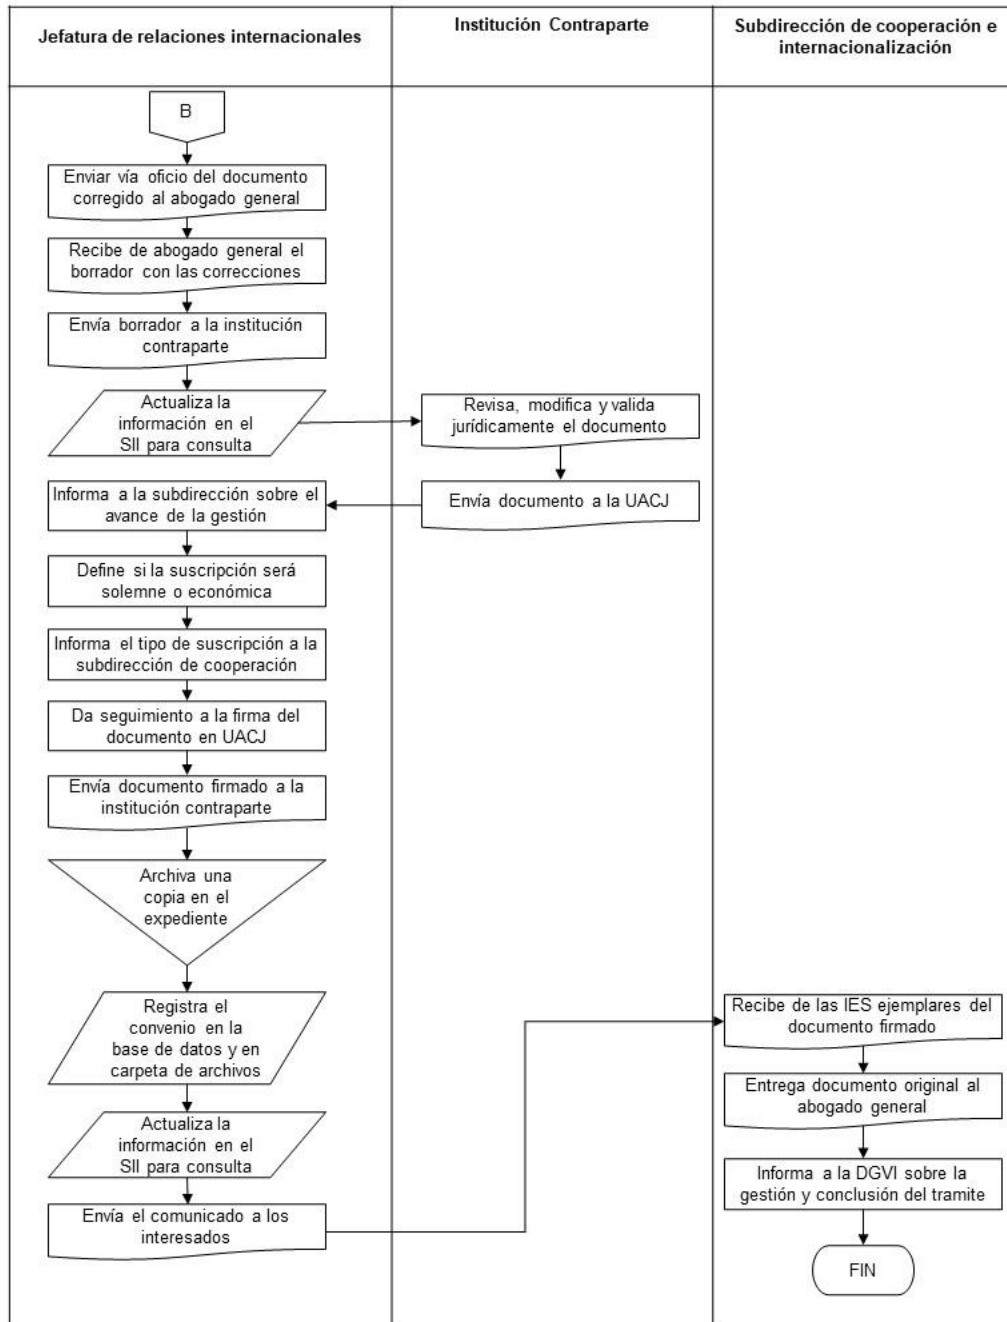 Jefatura de relaciones internacionales
Institución Contraparte
Subdirección de cooperación e
internacionalización
B
Enviar vía oficio del documento
corregido al abogado general
Recibe de abogado general el
borrador con las correcciones
Envía borrador a la institución
contraparte
Actualiza la
información en el
SII para consulta
Revisa, modifica y valida
jurídicamente el documento
Envía documento a la UACJ
Informa a la subdirección sobre el
avance de la gestión
Define si la suscripción será
solemne o económica
Informa el tipo de suscripción a la
subdirección de cooperación
Da seguimiento a la firma del
documento en UACJ
Envía documento firmado a la
institución contraparte
Archiva una
copia en el
expediente
Registra el
convenio en la
base de datos y en
carpeta de archivos
Actualiza la
información en el
SII para consulta
Envía el comunicado a los
interesados
Recibe de las IES ejemplares del
documento firmado
Entrega documento original al
abogado general
Informa a la DGVI sobre la
gestión y conclusión del tramite
FIN